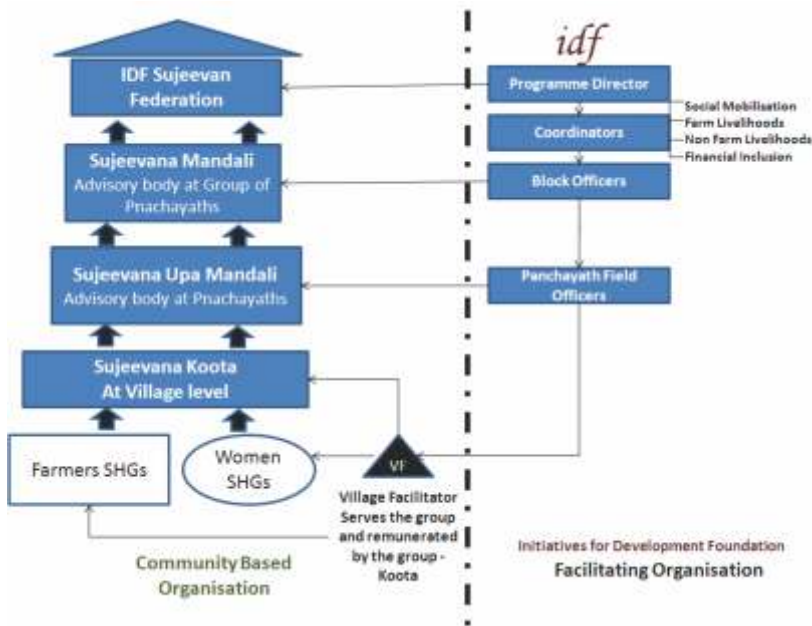 idf
IDF Sujeevan
Federation
Programme Director
Social Mobilisation
Farm Livelihoods
Non Farm Livelihoods
Financial Inclusion
Coordinators
Sujeevana Mandali
Advisory body at Group of
Pnachayaths
Block Officers
Sujeevana Upa Mandali
Advisory body at Pnachayaths
Panchayath Field
Officers
Sujeevana Koota
At Village level
Farmers SHGs
Women
SHGs
VF
Village Facilitator
Serves the group
and remunerated
by the group -
Koota
Community Based
Organisation
Initiatives for Development Foundation
Facilitating Organisation